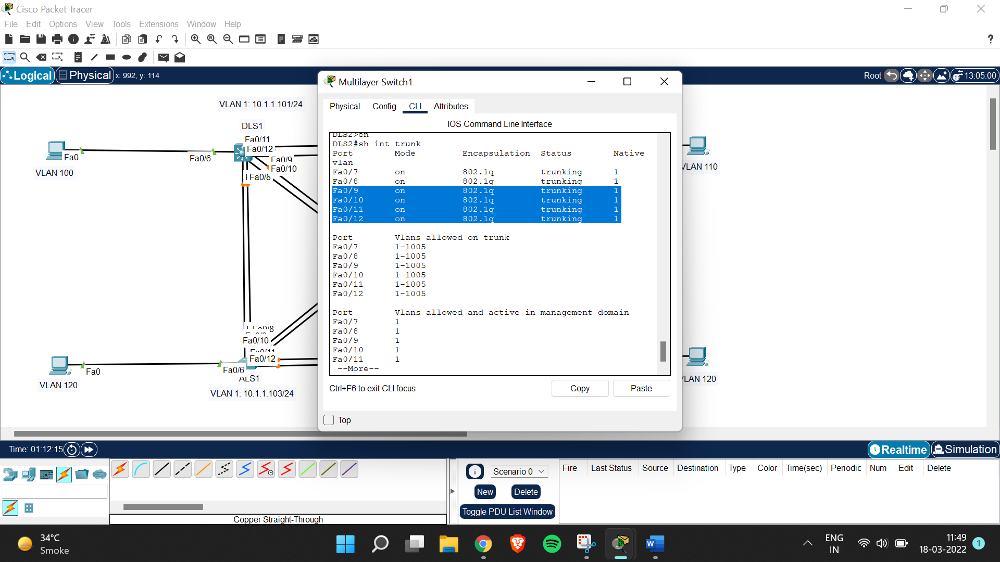 Cisco Packet Tracer
File Edit Options View Tools Extensions Window Help
?
Logical Physical x: 992, y: 114
Root 13:05:00
VLAN 1: 10.1.1.101/24
DLS1
Fa0/11
Fa0/12
Fa0/9
Fa0/10
Fa0/8
Fa0
Fa0/6
VLAN 100
Fa0/8
Fa0/10
Fa0/12
Fa0
Fa0/6
ALS1
VLAN 120
VLAN 1: 10.1.1.103/24
VLAN 110
VLAN 120
Multilayer Switch1
Physical Config CLI Attributes
IOS Command Line Interface
DLS2>en
DLS2#sh int trunk
Port Mode Encapsulation Status Native
vlan
Fa0/7 on 802.1q trunking 1
Fa0/8 on 802.1q trunking 1
Fa0/9 on 802.1q trunking 1
Fa0/10 on 802.1q trunking 1
Fa0/11 on 802.1q trunking 1
Fa0/12 on 802.1q trunking 1
Port Vlans allowed on trunk
Fa0/7 1-1005
Fa0/8 1-1005
Fa0/9 1-1005
Fa0/10 1-1005
Fa0/11 1-1005
Fa0/12 1-1005
Port Vlans allowed and active in management domain
Fa0/7 1
Fa0/8 1
Fa0/9 1
Fa0/10 1
Fa0/11 1
--More--
Ctrl+F6 to exit CLI focus
Copy Paste
Top
Time: 01:12:15
Realtime Simulation
Scenario 0
New Delete
Toggle PDU List Window
Fire Last Status Source Destination Type Color Time(sec) Periodic Num Edit Delete
Copper Straight-Through
34°C
Smoke
ENG
IN
11:49
18-03-2022
1